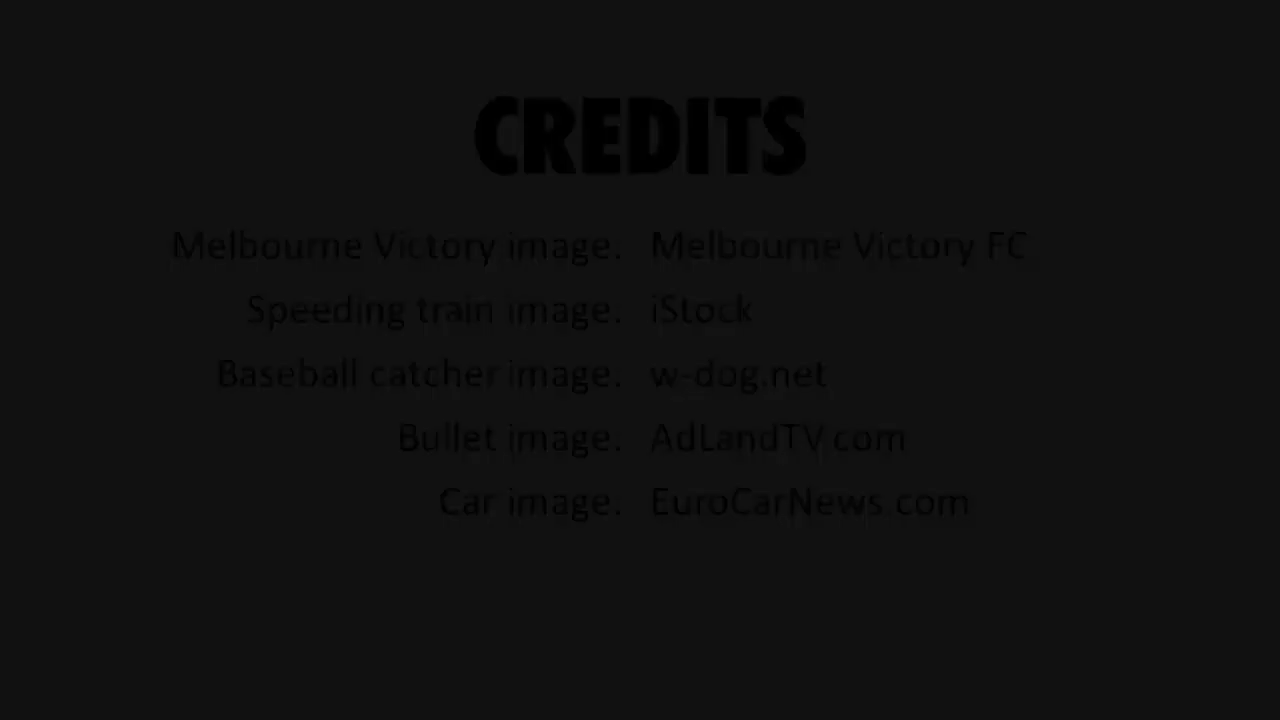 CREDITS
Melbourne Victory image: Melbourne Victory FC
Speeding train image: iStock
Baseball catcher image: w-dog.net
Bullet image: AdLandTV.com
Car image: EuroCarNews.com